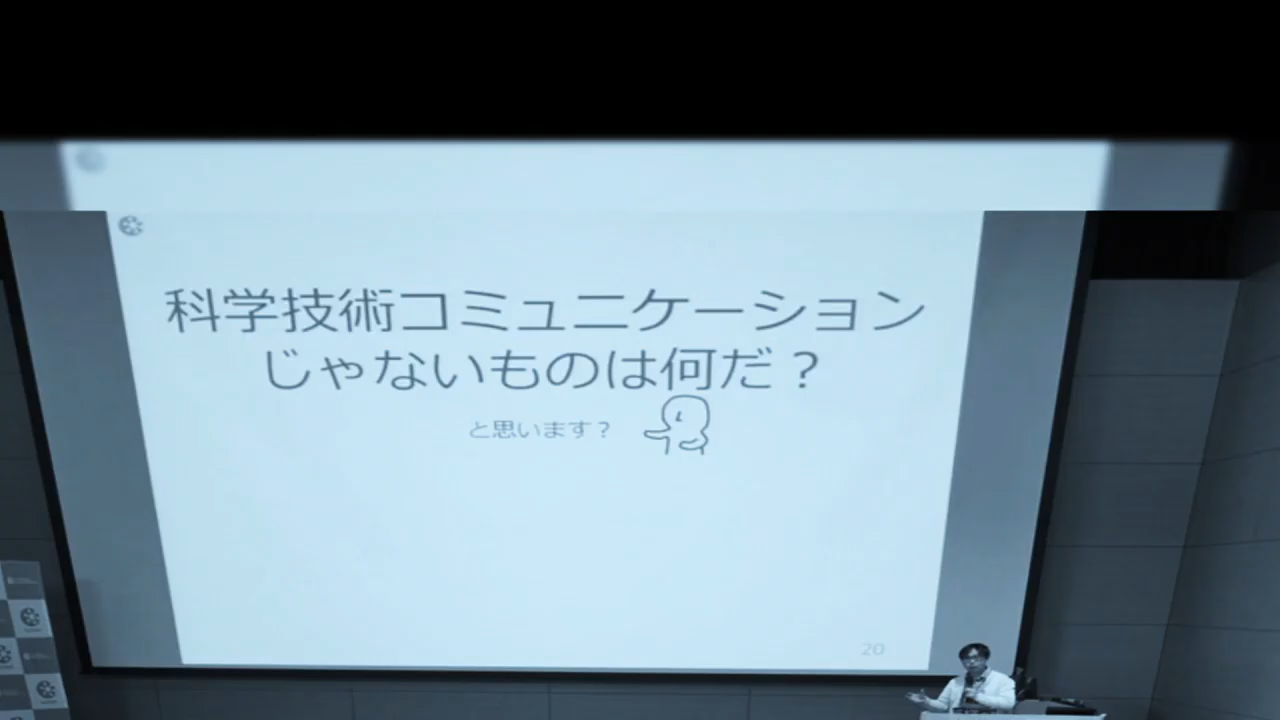 科学技術コミュニケーション
じゃないものは何だ？
と思います？
20